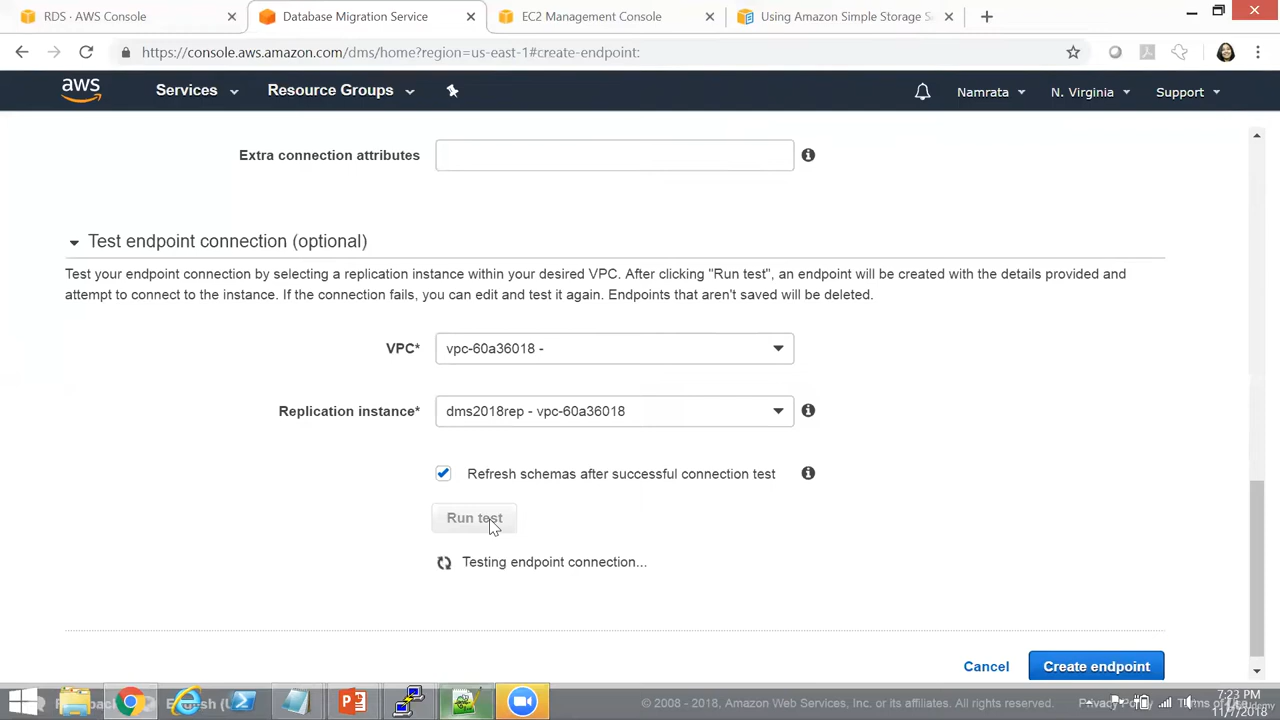 RDS · AWS Console
Database Migration Service
EC2 Management Console
Using Amazon Simple Storage S
https://console.aws.amazon.com/dms/home?region=us-east-1#create-endpoint:
aws
Services
Resource Groups
Namrata
N. Virginia
Support
Extra connection attributes
Test endpoint connection (optional)
Test your endpoint connection by selecting a replication instance within your desired VPC. After clicking "Run test", an endpoint will be created with the details provided and
attempt to connect to the instance. If the connection fails, you can edit and test it again. Endpoints that aren't saved will be deleted.
VPC*
vpc-60a36018 -
Replication instance*
dms2018rep - vpc-60a36018
Refresh schemas after successful connection test
Run test
Testing endpoint connection...
Cancel
Create endpoint
© 2008 - 2018, Amazon Web Services, Inc. or its affiliates. All rights reserved.
7:23 PM
11/7/2018